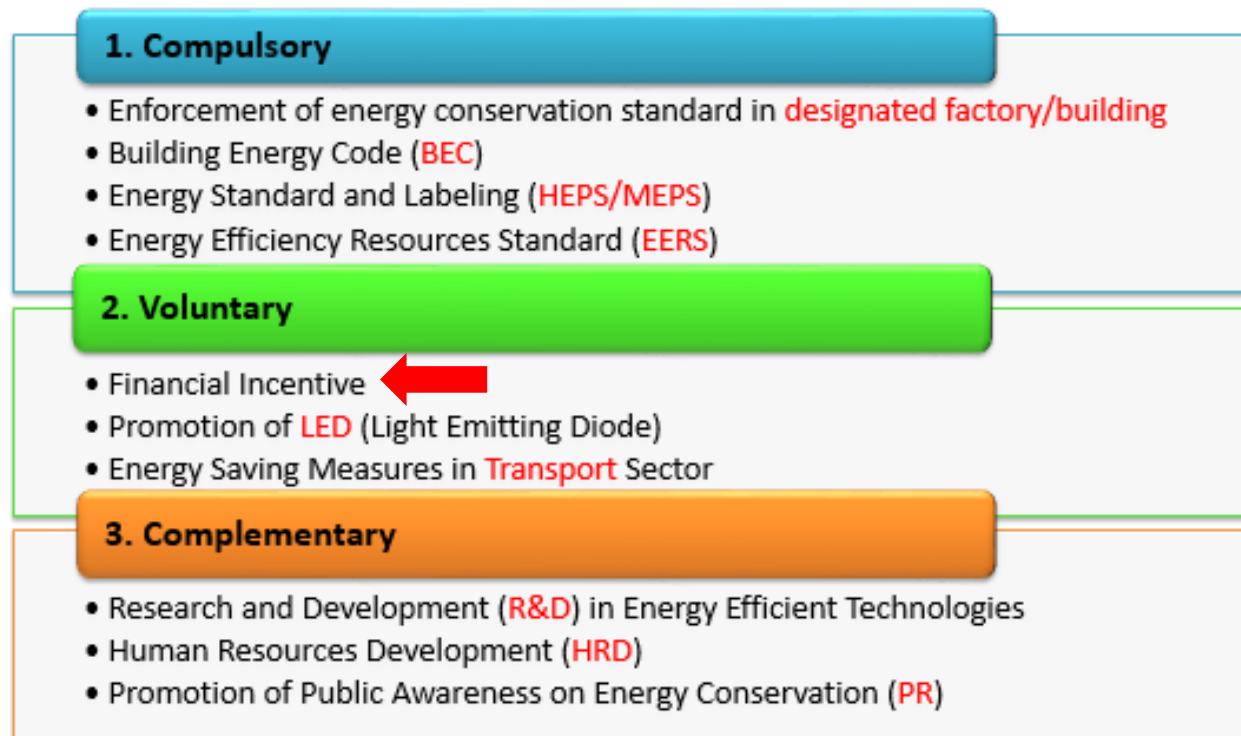 1. Compulsory
• Enforcement of energy conservation standard in designated factory/building
• Building Energy Code (BEC)
• Energy Standard and Labeling (HEPS/MEPS)
• Energy Efficiency Resources Standard (EERS)
2. Voluntary
• Financial Incentive
• Promotion of LED (Light Emitting Diode)
• Energy Saving Measures in Transport Sector
3. Complementary
• Research and Development (R&D) in Energy Efficient Technologies
• Human Resources Development (HRD)
• Promotion of Public Awareness on Energy Conservation (PR)